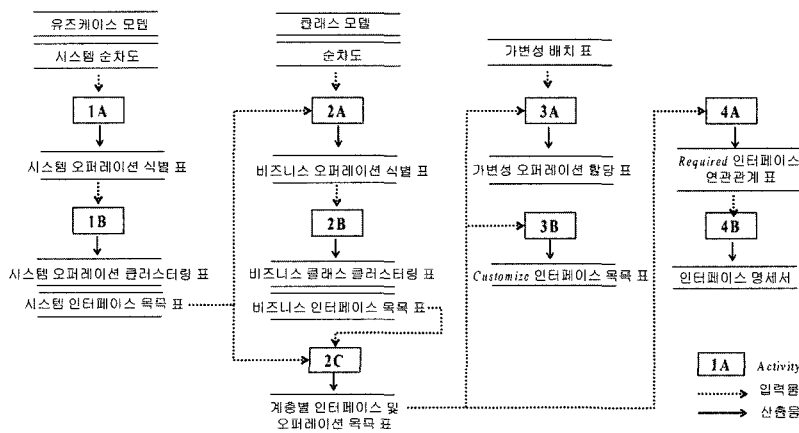 유즈케이스 모델
시스템 순차도
1A
시스템 오퍼레이션 식별 표
1B
시스템 오퍼레이션 클러스터링 표
시스템 인터페이스 목록 표
클래스 모델
순차도
2A
비즈니스 오퍼레이션 식별 표
2B
비즈니스 클래스 클러스터링 표
비즈니스 인터페이스 목록 표
2C
계층별 인터페이스 및
오퍼레이션 목록 표
가변성 배치 표
3A
가변성 오퍼레이션 할당 표
3B
Customize 인터페이스 목록 표
4A
Required 인터페이스
연관관계 표
4B
인터페이스 명세서
1A Activity
입력물
산출물